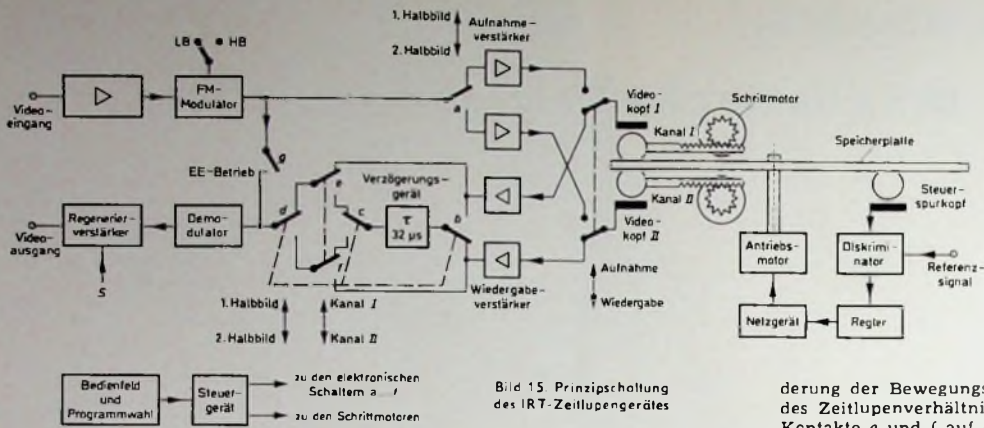 LB HB
1. Halbbild
2. Halbbild
Aufnahme-
verstärker
Video-
eingang
FM-
Modulator
a
Video-
kopf I
Kanal I
Schrittmotor
Speicherplatte
g
EE-Betrieb
Verzögerungs-
gerät
e
d
c
τ
32 µs
b
f
Kanal II
Video-
kopf II
Steuer-
spurkopf
Regenerier-
verstärker
Video-
ausgang
S
Demo-
dulator
Wiedergabe-
verstärker
Aufnahme
Wiedergabe
Antriebs-
motor
Diskrimi-
nator
Referenz-
signal
Netzgerät
Regler
1. Halbbild
2. Halbbild
Kanal I
Kanal II
Bedienfeld
und
Programmwahl
Steuer-
gerät
zu den elektronischen
Schaltern a...f
zu den Schrittmotoren
Bild 15. Prinzipschaltung
des IRT-Zeitlupengerätes
derung der Bewegungs
des Zeitlupenverhältni
Kontakte e und f auf